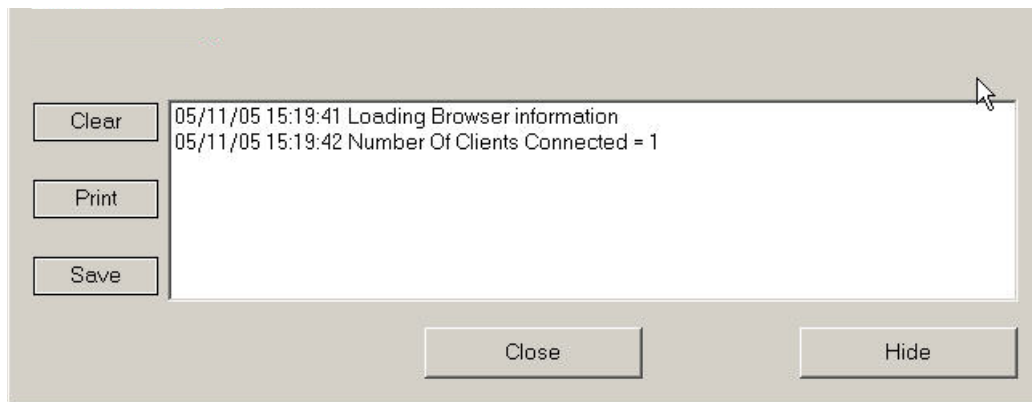 Clear
05/11/05 15:19:41 Loading Browser information
05/11/05 15:19:42 Number Of Clients Connected = 1
Print
Save
Close
Hide